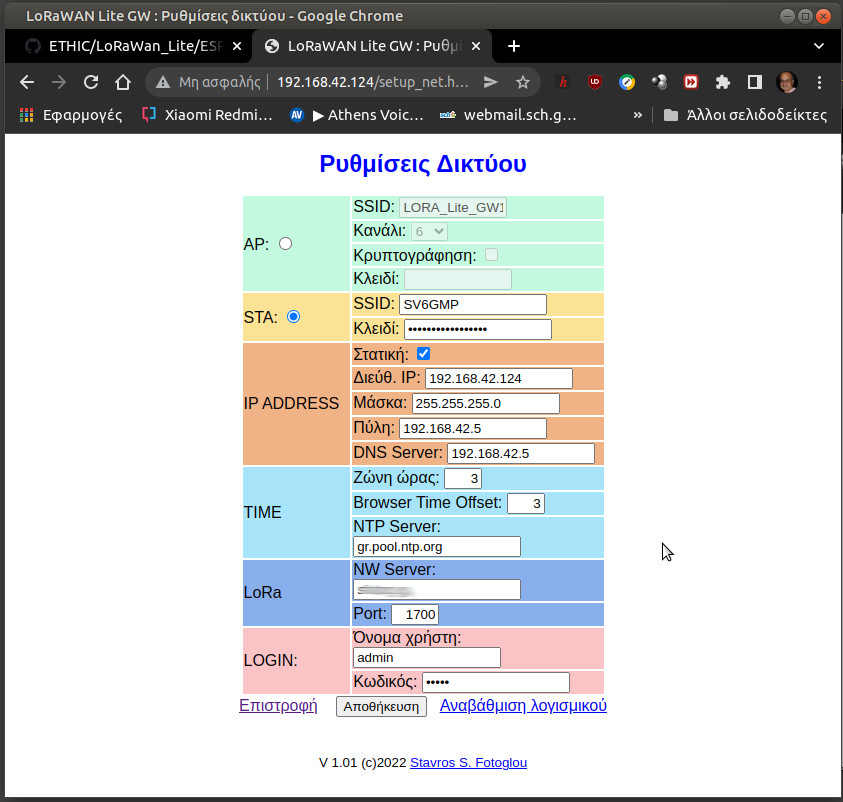 LoRaWAN Lite GW : Ρυθμίσεις δικτύου - Google Chrome
ETHIC/LoRaWan_Lite/ESP
LoRaWAN Lite GW : Ρυθμι
Μη ασφαλής 192.168.42.124/setup_net.h...
Εφαρμογές Xiaomi Redmi... AV ▶ Athens Voic... webmail.sch.g... » Άλλοι σελιδοδείκτες
Ρυθμίσεις Δικτύου
AP:
SSID: LORA_Lite_GW1
Κανάλι: 6
Κρυπτογράφηση:
Κλειδί:
STA:
SSID: SV6GMP
Κλειδί: •••••••••••••••••
IP ADDRESS
Στατική:
Διεύθ. IP: 192.168.42.124
Μάσκα: 255.255.255.0
Πύλη: 192.168.42.5
DNS Server: 192.168.42.5
TIME
Ζώνη ώρας: 3
Browser Time Offset: 3
NTP Server:
gr.pool.ntp.org
LoRa
NW Server:
Port: 1700
LOGIN:
Όνομα χρήστη:
admin
Κωδικός: •••••
Επιστροφή Αποθήκευση Αναβάθμιση λογισμικού
V 1.01 (c)2022 Stavros S. Fotoglou